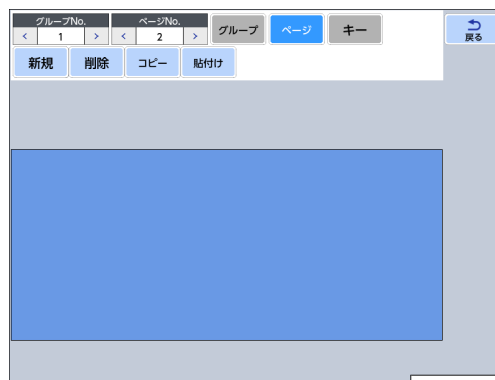 グループNo.
< 1 >
ページNo.
< 2 >
グループ
ページ
キー
戻る
新規
削除
コピー
貼付け